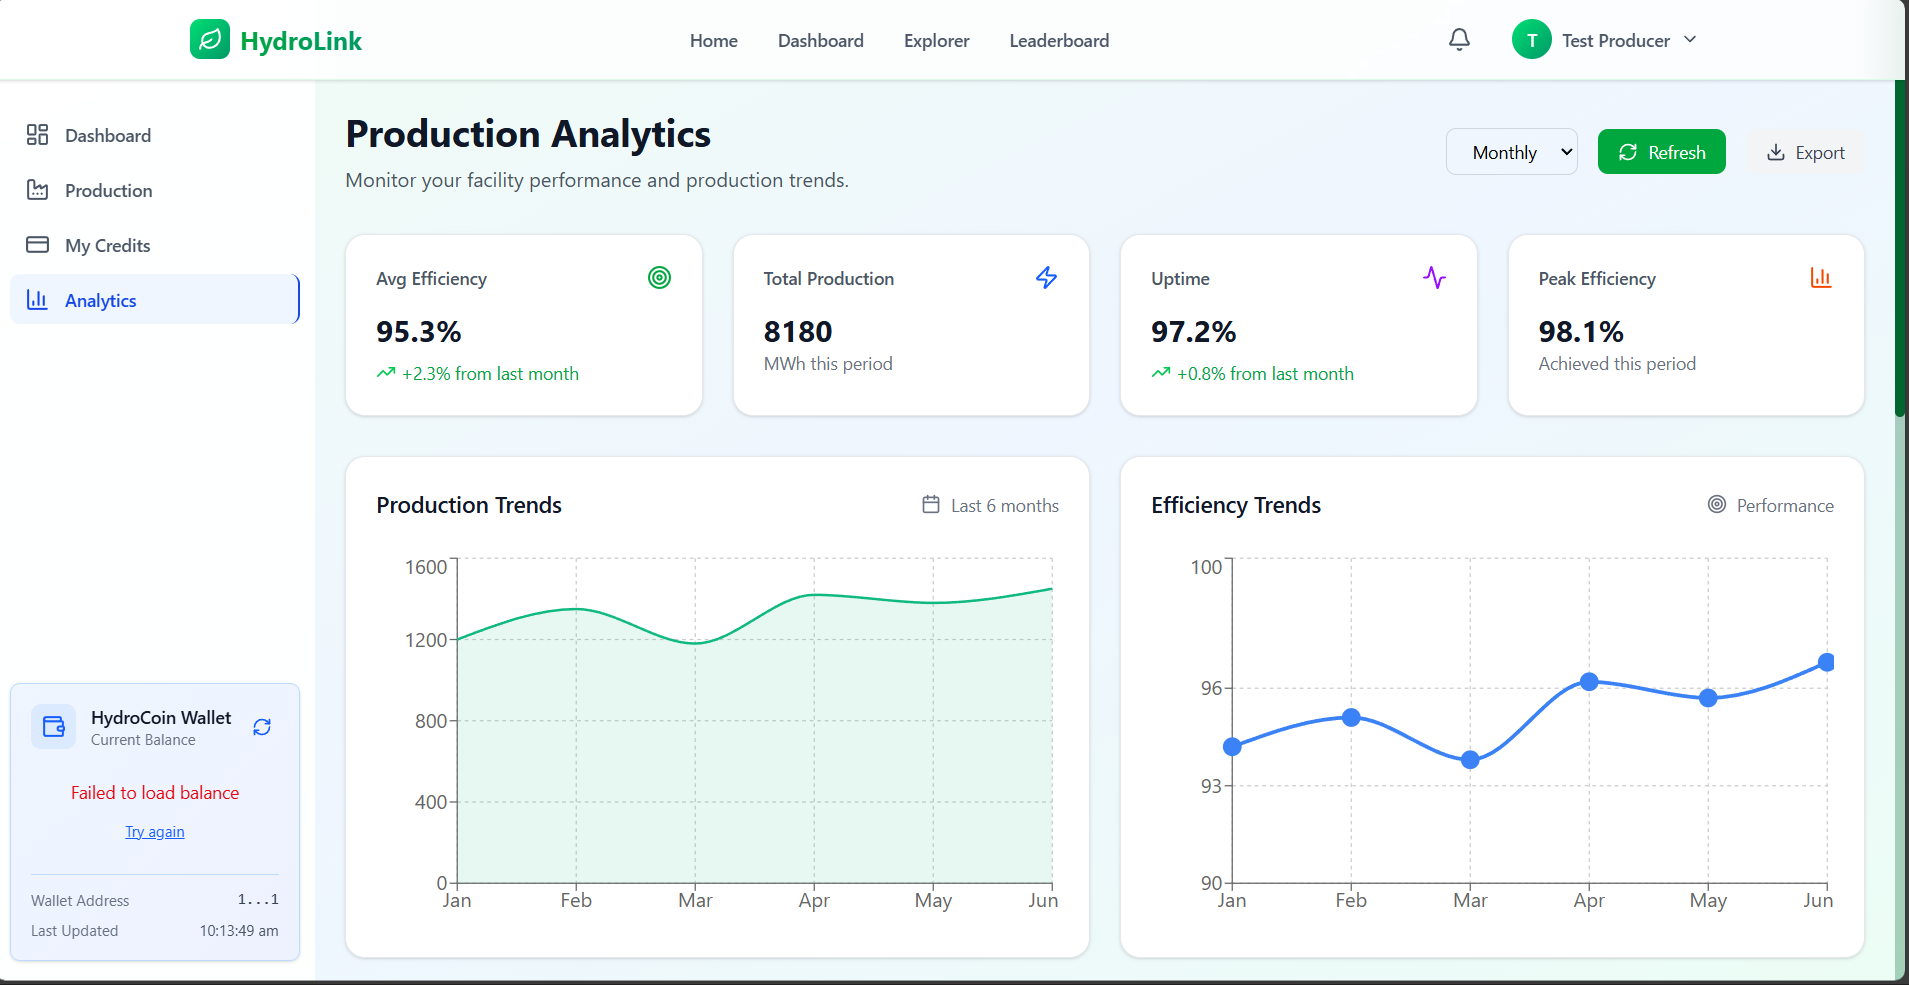 HydroLink
Home
Dashboard
Explorer
Leaderboard
T
Test Producer
Dashboard
Production
My Credits
Analytics
HydroCoin Wallet
Current Balance
Failed to load balance
Try again
Wallet Address
1...1
Last Updated
10:13:49 am
Production Analytics
Monitor your facility performance and production trends.
Monthly
Refresh
Export
Avg Efficiency
95.3%
+2.3% from last month
Total Production
8180
MWh this period
Uptime
97.2%
+0.8% from last month
Peak Efficiency
98.1%
Achieved this period
Production Trends
Last 6 months
1600
1200
800
400
0
Jan
Feb
Mar
Apr
May
Jun
Efficiency Trends
Performance
100
96
93
90
Jan
Feb
Mar
Apr
May
Jun